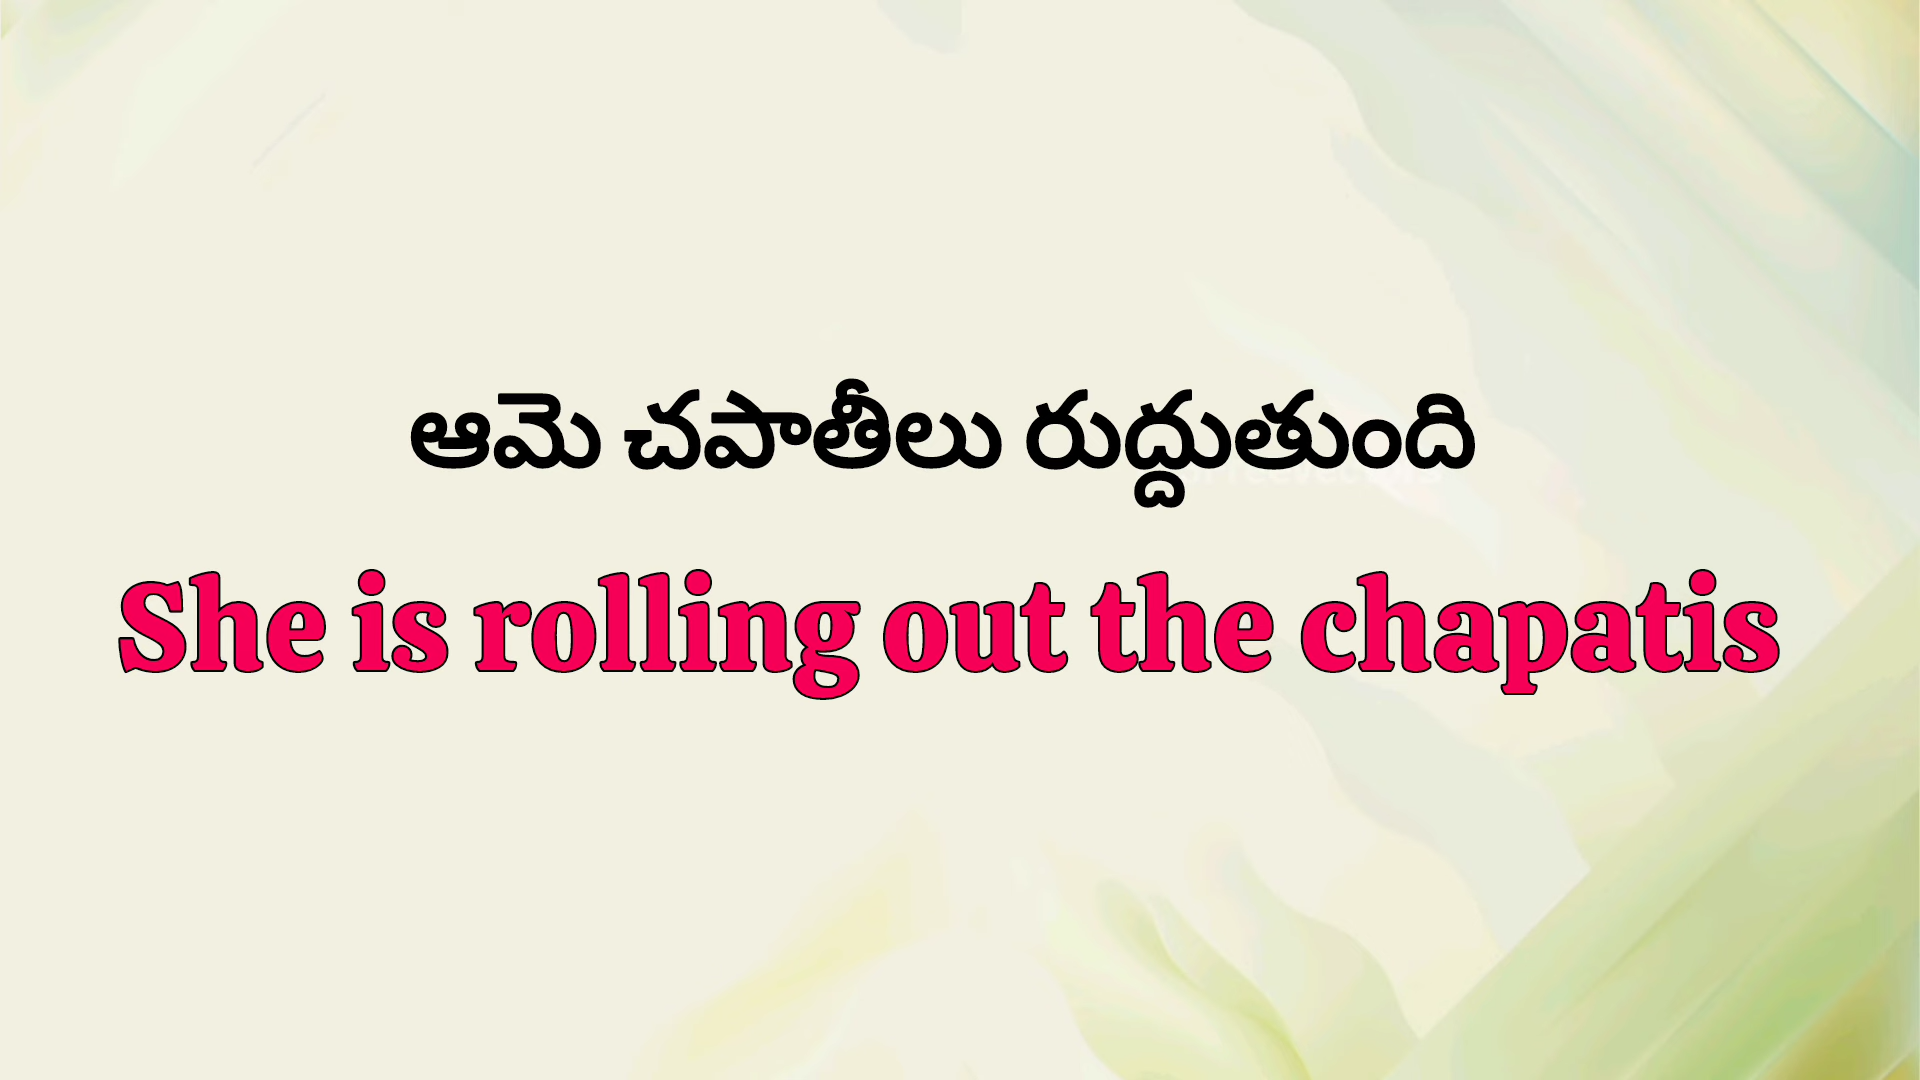 ఆమె చపాతీలు రుద్దుతుంది
She is rolling out the chapatis